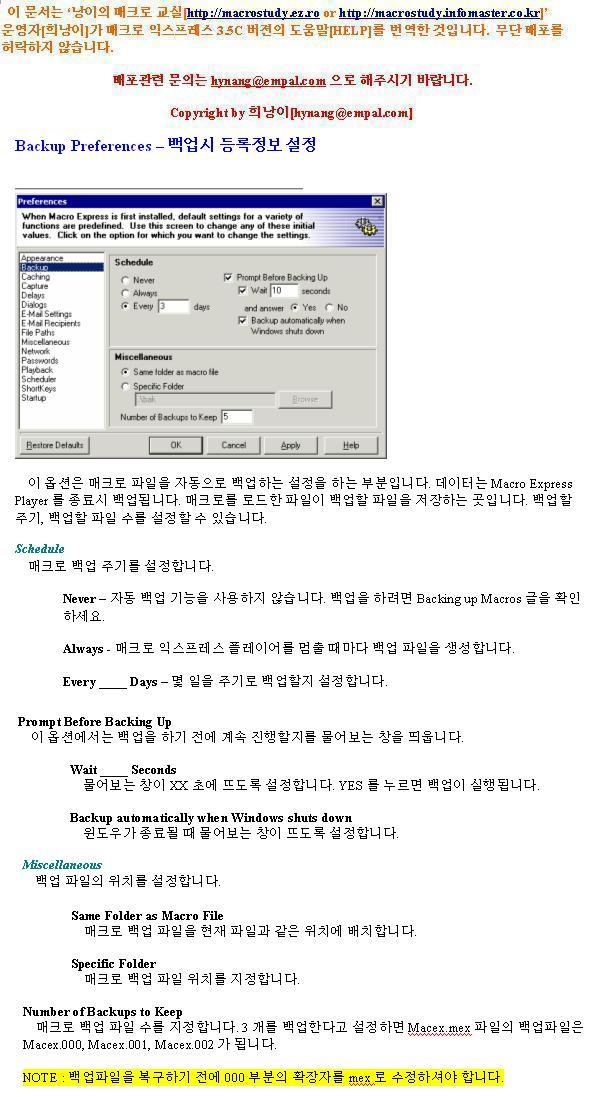 이 문서는 ‘낭이의 매크로 교실[http://macrostudy.ez.ro or http://macrostudy.infomaster.co.kr]’
운영자[희낭이]가 매크로 익스프레스 3.5C 버젼의 도움말[HELP]를 번역한 것입니다. 무단 배포를
허락하지 않습니다.
배포관련 문의는 hynang@empal.com 으로 해주시기 바랍니다.
Copyright by 희낭이[hynang@empal.com]
Backup Preferences – 백업시 등록정보 설정
Preferences
When Macro Express is first installed, default settings for a variety of
functions are predefined. Use this screen to change any of these initial
values. Click on the option for which you want to change the settings.
Appearance
Backup
Caching
Capture
Delays
Dialogs
E-Mail Settings
E-Mail Recipients
File Paths
Miscellaneous
Network
Passwords
Playback
Scheduler
ShortKeys
Startup
Schedule
Never
Always
Every 3 days
Prompt Before Backing Up
Wait 10 seconds
and answer Yes No
Backup automatically when
Windows shuts down
Miscellaneous
Same folder as macro file
Specific Folder
\bak Browse
Number of Backups to Keep 5
Restore Defaults OK Cancel Apply Help
이 옵션은 매크로 파일을 자동으로 백업하는 설정을 하는 부분입니다. 데이터는 Macro Express
Player 를 종료시 백업됩니다. 매크로를 로드한 파일이 백업할 파일을 저장하는 곳입니다. 백업할
주기, 백업할 파일 수를 설정할 수 있습니다.
Schedule
매크로 백업 주기를 설정합니다.
Never – 자동 백업 기능을 사용하지 않습니다. 백업을 하려면 Backing up Macros 글을 확인
하세요.
Always - 매크로 익스프레스 플레이어를 멈출 때마다 백업 파일을 생성합니다.
Every ____ Days – 몇 일을 주기로 백업할지 설정합니다.
Prompt Before Backing Up
이 옵션에서는 백업을 하기 전에 계속 진행할지를 물어보는 창을 띄웁니다.
Wait ____ Seconds
물어보는 창이 XX 초에 뜨도록 설정합니다. YES 를 누르면 백업이 실행됩니다.
Backup automatically when Windows shuts down
윈도우가 종료될 때 물어보는 창이 뜨도록 설정합니다.
Miscellaneous
백업 파일의 위치를 설정합니다.
Same Folder as Macro File
매크로 백업 파일을 현재 파일과 같은 위치에 배치합니다.
Specific Folder
매크로 백업 파일 위치를 지정합니다.
Number of Backups to Keep
매크로 백업 파일 수를 지정합니다. 3 개를 백업한다고 설정하면 Macex.mex 파일의 백업파일은
Macex.000, Macex.001, Macex.002 가 됩니다.
NOTE : 백업파일을 복구하기 전에 000 부분의 확장자를 mex 로 수정하셔야 합니다.